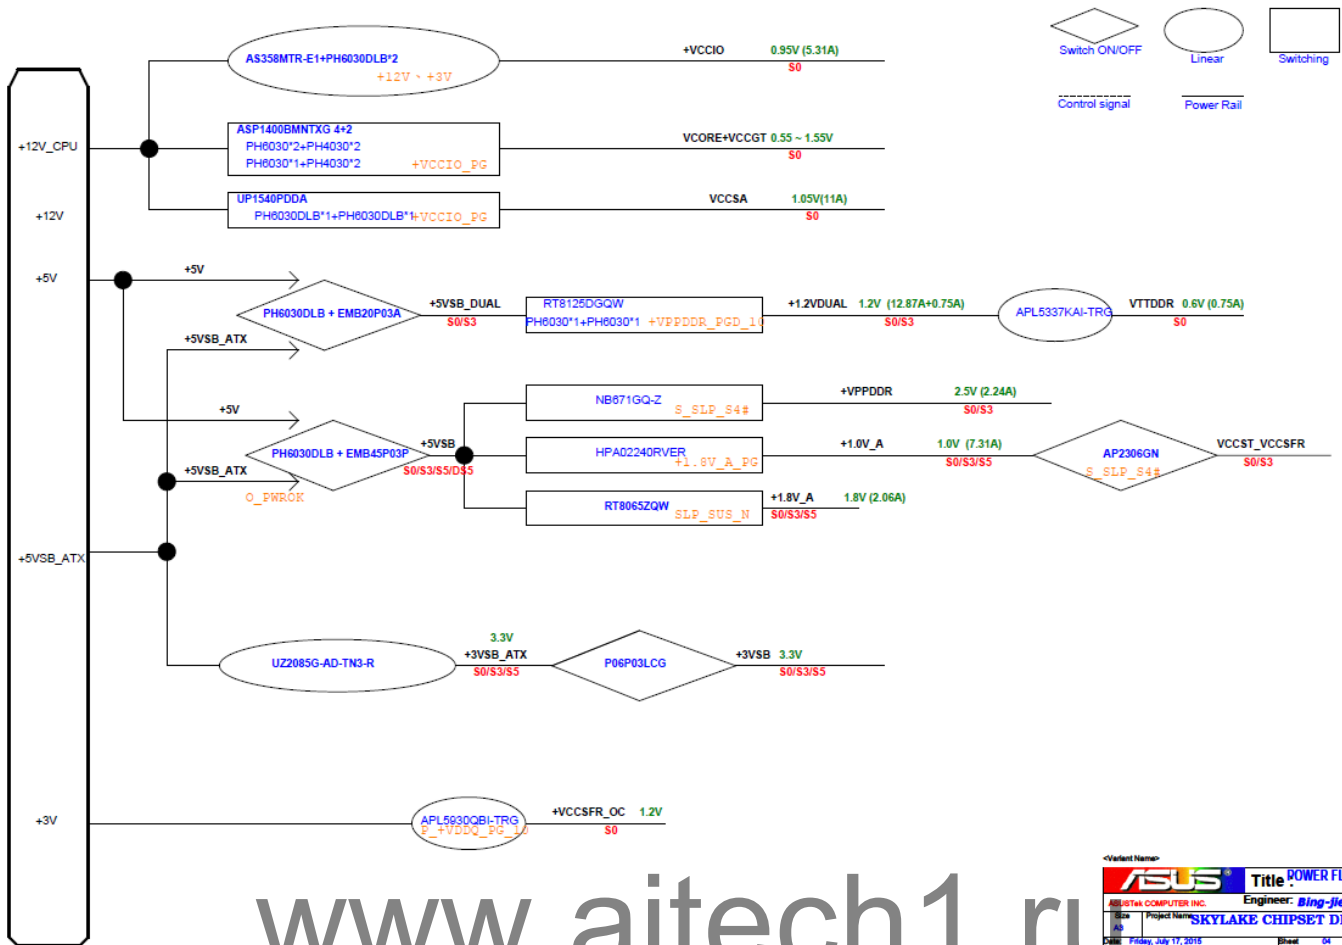 Switch ON/OFF
Linear
Switching
Control signal
Power Rail
AS358MTR-E1+PH6030DLB*2
+12V、+3V
+VCCIO 0.95V (5.31A)
S0
+12V_CPU
ASP1400BMNTXG 4+2
PH6030*2+PH4030*2
PH6030*1+PH4030*2
+VCCIO_PG
VCORE+VCCGT 0.55 ~ 1.55V
S0
+12V
UP1540PDDA
PH6030DLB*1+PH6030DLB*1
+VCCIO_PG
VCCSA 1.05V(11A)
S0
+5V
+5V
PH6030DLB + EMB20P03A
+5VSB_ATX
+5VSB_DUAL
S0/S3
RT8125DGQW
PH6030*1+PH6030*1 +VPPDDR_PGD_10
+1.2VDUAL 1.2V (12.87A+0.75A)
S0/S3
APL5337KAI-TRG
VTTDDR 0.6V (0.75A)
S0
+5V
PH6030DLB + EMB45P03P
+5VSB_ATX
O_PWROK
+5VSB
S0/S3/S5/DS5
NB671GQ-Z
S_SLP_S4#
+VPPDDR 2.5V (2.24A)
S0/S3
HPA02240RVER
+1.8V_A_PG
+1.0V_A 1.0V (7.31A)
S0/S3/S5
AP2306GN
S_SLP_S4#
VCCST_VCCSFR
S0/S3
RT8065ZQW
SLP_SUS_N
+1.8V_A 1.8V (2.06A)
S0/S3/S5
+5VSB_ATX
UZ2085G-AD-TN3-R
3.3V
+3VSB_ATX
S0/S3/S5
P06P03LCG
+3VSB 3.3V
S0/S3/S5
+3V
APL5930QBI-TRG
P_+VDDQ_PG_10
+VCCSFR_OC 1.2V
S0
<Variant Name>
ASUS®
Title : POWER FL
ASUSTek COMPUTER INC.
Engineer: Bing-jie
Size
A3
Project Name
SKYLAKE CHIPSET D
Date: Friday, July 17, 2015
Sheet 04
www.aitech1.ru